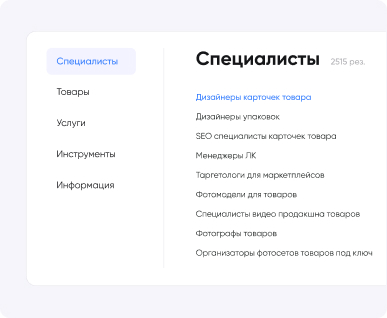 Специалисты
Товары
Услуги
Инструменты
Информация
Специалисты 2515 рез.
Дизайнеры карточек товара
Дизайнеры упаковок
SEO специалисты карточек товара
Менеджеры ЛК
Таргетологи для маркетплейсов
Фотомодели для товаров
Специалисты видео продакшна товаров
Фотографы товаров
Организаторы фотосетов товаров под ключ